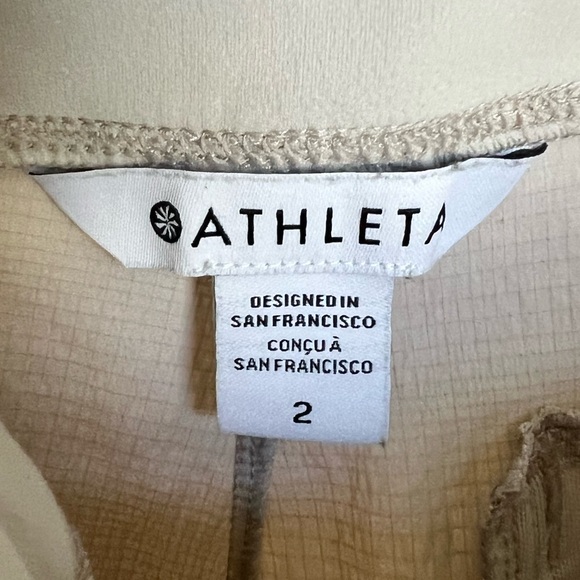 ATHLETA
DESIGNED IN
SAN FRANCISCO
CONÇU À
SAN FRANCISCO
2